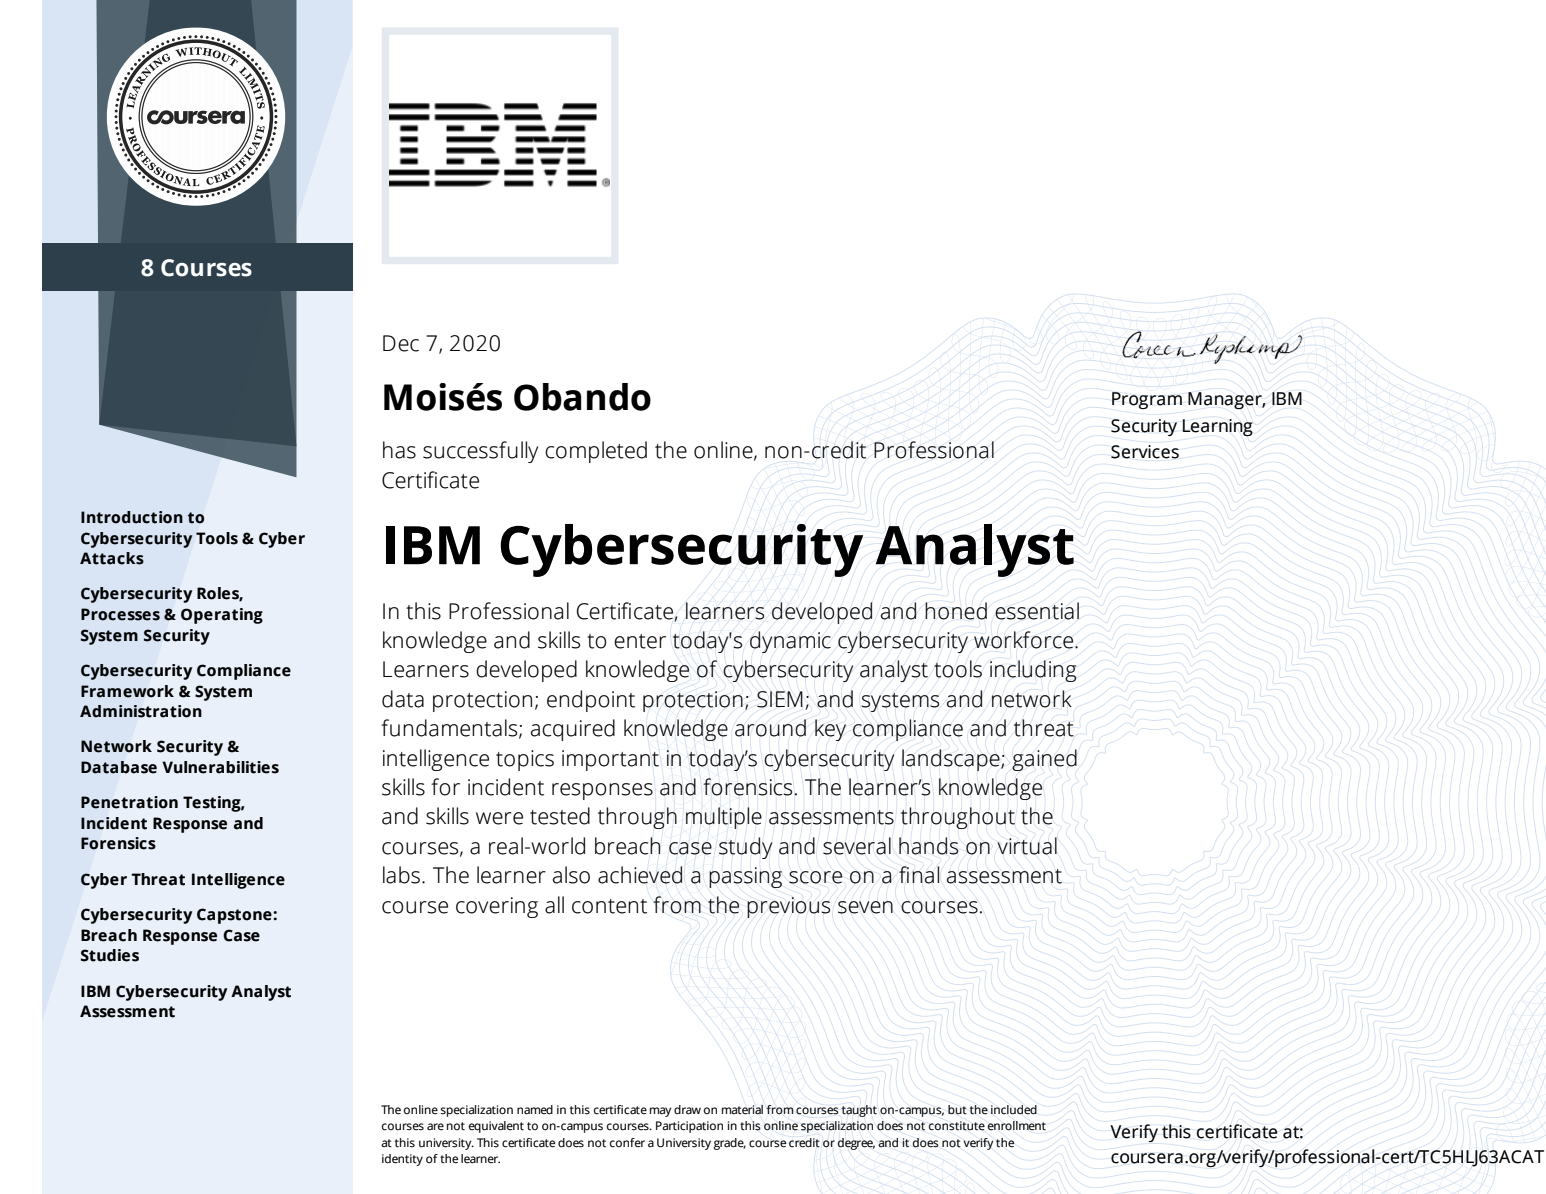 LEARNING WITHOUT LIMITS
coursera
PROFESSIONAL CERTIFICATE
8 Courses
Introduction to
Cybersecurity Tools & Cyber
Attacks
Cybersecurity Roles,
Processes & Operating
System Security
Cybersecurity Compliance
Framework & System
Administration
Network Security &
Database Vulnerabilities
Penetration Testing,
Incident Response and
Forensics
Cyber Threat Intelligence
Cybersecurity Capstone:
Breach Response Case
Studies
IBM Cybersecurity Analyst
Assessment
IBM®
Dec 7, 2020
Moisés Obando
has successfully completed the online, non-credit Professional
Certificate
IBM Cybersecurity Analyst
In this Professional Certificate, learners developed and honed essential
knowledge and skills to enter today's dynamic cybersecurity workforce.
Learners developed knowledge of cybersecurity analyst tools including
data protection; endpoint protection; SIEM; and systems and network
fundamentals; acquired knowledge around key compliance and threat
intelligence topics important in today’s cybersecurity landscape; gained
skills for incident responses and forensics. The learner’s knowledge
and skills were tested through multiple assessments throughout the
courses, a real-world breach case study and several hands on virtual
labs. The learner also achieved a passing score on a final assessment
course covering all content from the previous seven courses.
The online specialization named in this certificate may draw on material from courses taught on-campus, but the included
courses are not equivalent to on-campus courses. Participation in this online specialization does not constitute enrollment
at this university. This certificate does not confer a University grade, course credit or degree, and it does not verify the
identity of the learner.
Coreen Ryskamp
Program Manager, IBM
Security Learning
Services
Verify this certificate at:
coursera.org/verify/professional-cert/TC5HLJ63ACAT